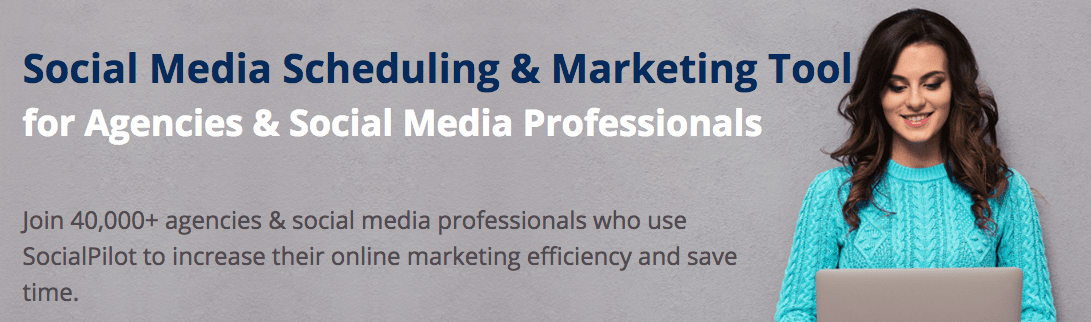 Social Media Scheduling & Marketing Tool
for Agencies & Social Media Professionals
Join 40,000+ agencies & social media professionals who use
SocialPilot to increase their online marketing efficiency and save
time.